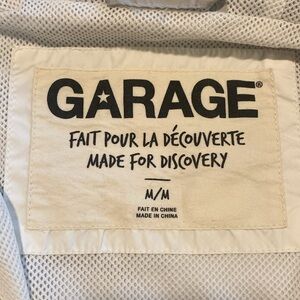 GARAGE®
FAIT POUR LA DÉCOUVERTE
MADE FOR DISCOVERY
M/M
FAIT EN CHINE
MADE IN CHINA